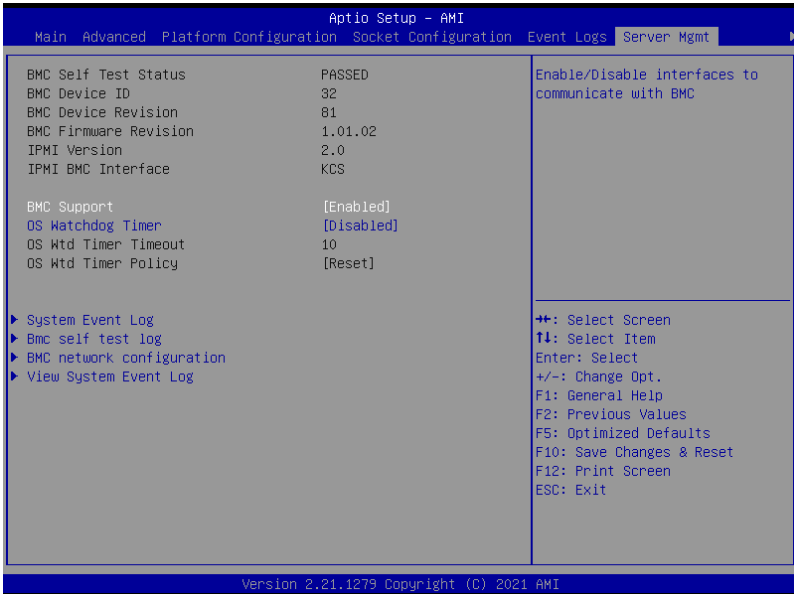 Aptio Setup – AMI
Main Advanced Platform Configuration Socket Configuration Event Logs Server Mgmt
BMC Self Test Status PASSED
BMC Device ID 32
BMC Device Revision 81
BMC Firmware Revision 1.01.02
IPMI Version 2.0
IPMI BMC Interface KCS
BMC Support [Enabled]
OS Watchdog Timer [Disabled]
OS Wtd Timer Timeout 10
OS Wtd Timer Policy [Reset]
System Event Log
Bmc self test log
BMC network configuration
View System Event Log
Enable/Disable interfaces to
communicate with BMC
→←: Select Screen
↑↓: Select Item
Enter: Select
+/-: Change Opt.
F1: General Help
F2: Previous Values
F5: Optimized Defaults
F10: Save Changes & Reset
F12: Print Screen
ESC: Exit
Version 2.21.1279 Copyright (C) 2021 AMI